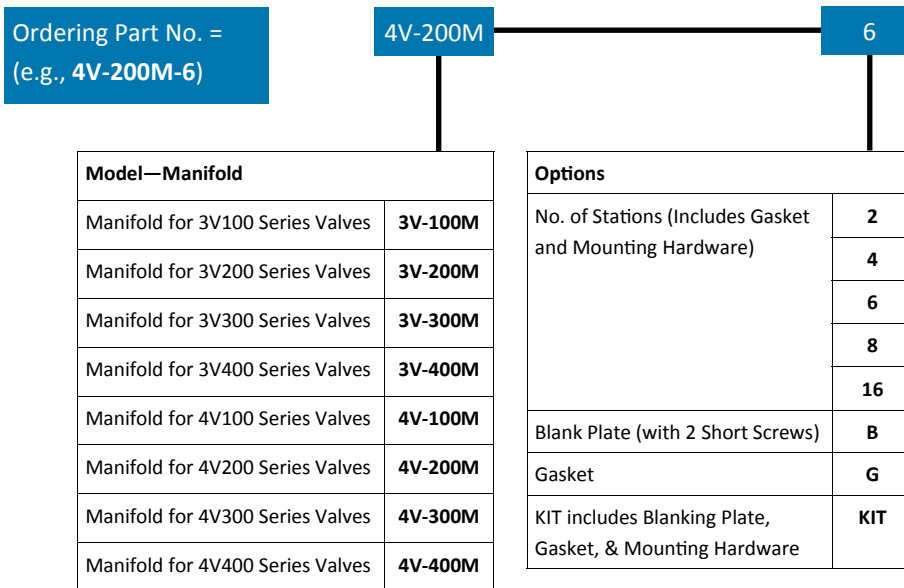 Ordering Part No. =
(e.g., 4V-200M-6)
4V-200M
6
Model—Manifold
Manifold for 3V100 Series Valves 3V-100M
Manifold for 3V200 Series Valves 3V-200M
Manifold for 3V300 Series Valves 3V-300M
Manifold for 3V400 Series Valves 3V-400M
Manifold for 4V100 Series Valves 4V-100M
Manifold for 4V200 Series Valves 4V-200M
Manifold for 4V300 Series Valves 4V-300M
Manifold for 4V400 Series Valves 4V-400M
Options
No. of Stations (Includes Gasket
and Mounting Hardware)
2
4
6
8
16
Blank Plate (with 2 Short Screws) B
Gasket G
KIT includes Blanking Plate, KIT
Gasket, & Mounting Hardware